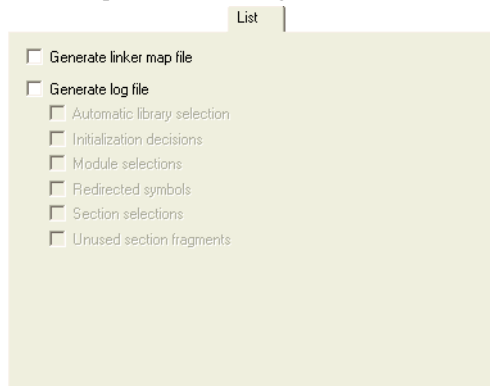 List
Generate linker map file
Generate log file
Automatic library selection
Initialization decisions
Module selections
Redirected symbols
Section selections
Unused section fragments